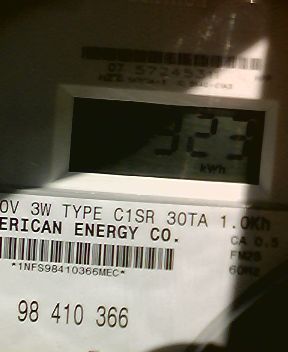 323
kWh
0V 3W TYPE C1SR 30TA 1.0Kh
ERICAN ENERGY CO.
CA 0.5
FM2S
60HZ
*1NFS98410366MEC*
98 410 366